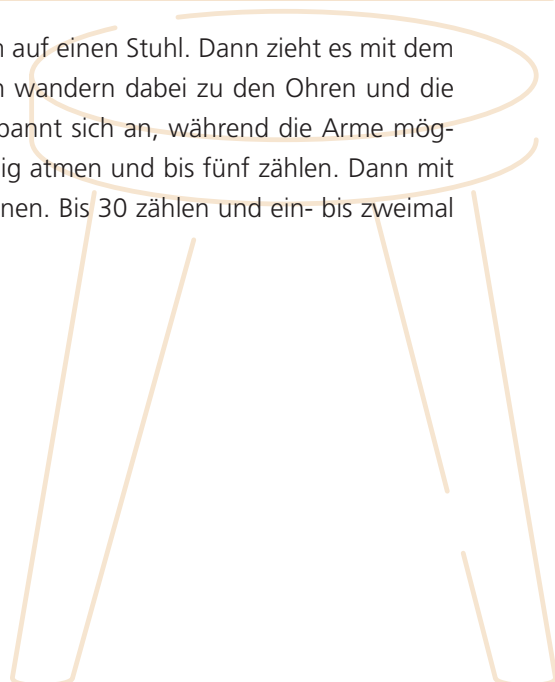 auf einen Stuhl. Dann zieht es mit dem
wandern dabei zu den Ohren und die
pannt sich an, während die Arme mög-
ig atmen und bis fünf zählen. Dann mit
nen. Bis 30 zählen und ein- bis zweimal